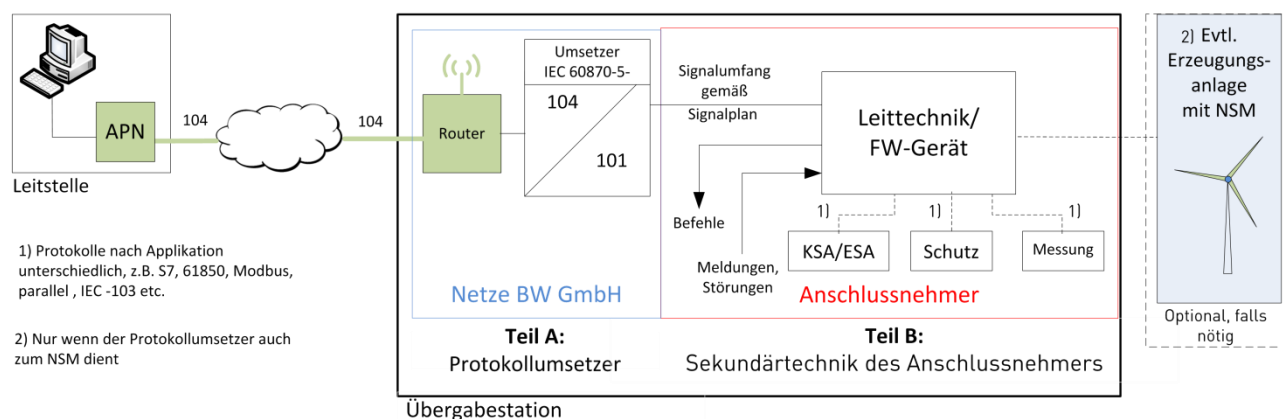 APN
Leitstelle
104
104
Router
Umsetzer
IEC 60870-5-
104
101
Signalumfang
gemäß
Signalplan
Befehle
Meldungen,
Störungen
Leittechnik/
FW-Gerät
1)
1)
1)
KSA/ESA
Schutz
Messung
Netze BW GmbH
Anschlussnehmer
Teil A:
Protokollumsetzer
Teil B:
Sekundärtechnik des Anschlussnehmers
Übergabestation
2) Evtl.
Erzeugungs-
anlage
mit NSM
Optional, falls
nötig
1) Protokolle nach Applikation
unterschiedlich, z.B. S7, 61850, Modbus,
parallel , IEC -103 etc.
2) Nur wenn der Protokollumsetzer auch
zum NSM dient